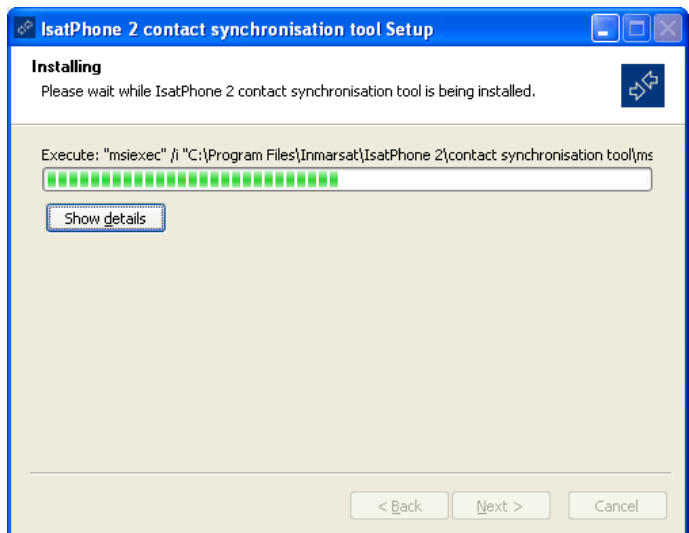 IsatPhone 2 contact synchronisation tool Setup
Installing
Please wait while IsatPhone 2 contact synchronisation tool is being installed.
Execute: "msiexec" /i "C:\Program Files\Inmarsat\IsatPhone 2\contact synchronisation tool\ms
Show details
< Back Next > Cancel